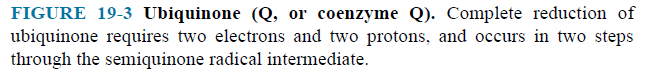 FIGURE 19-3 Ubiquinone (Q, or coenzyme Q). Complete reduction of
ubiquinone requires two electrons and two protons, and occurs in two steps
through the semiquinone radical intermediate.